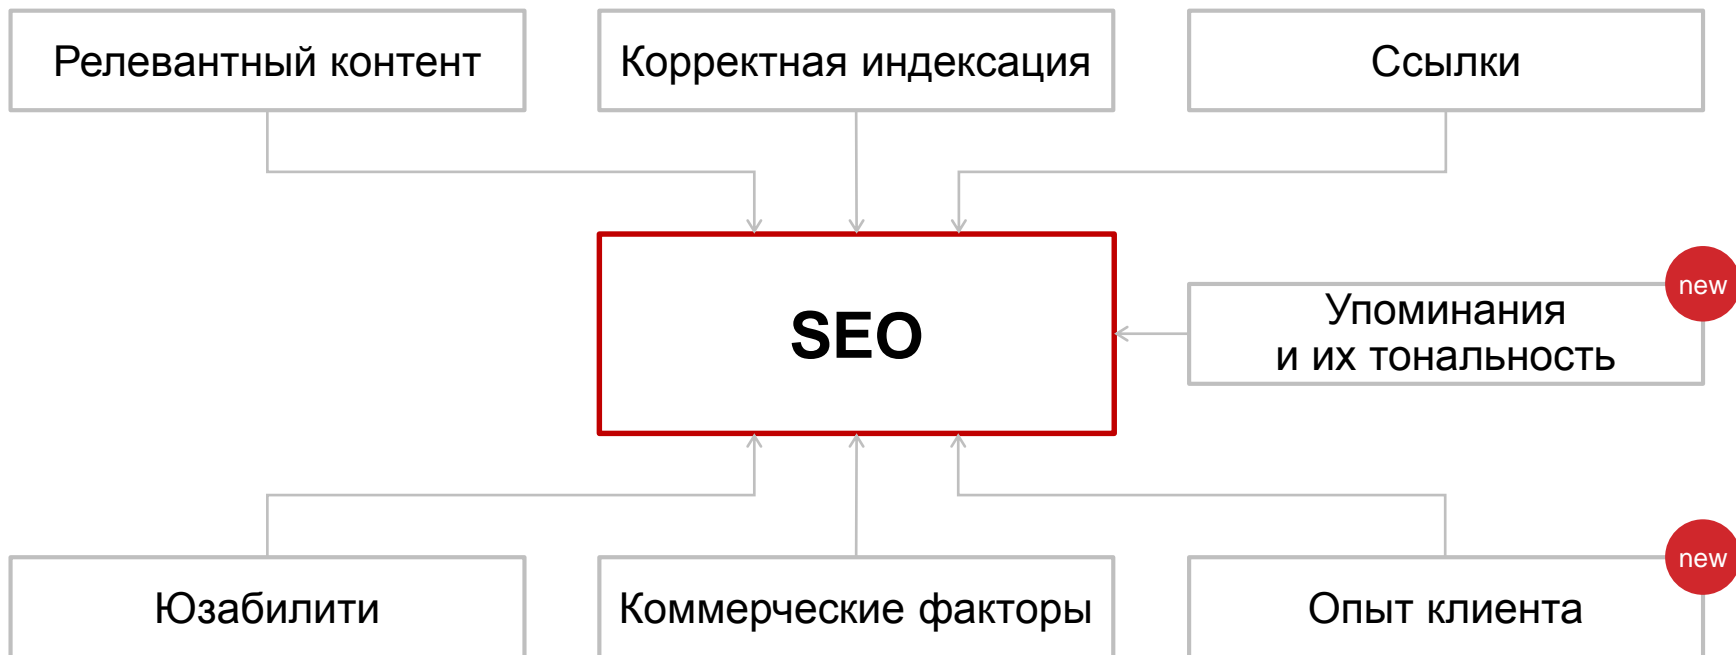 Релевантный контент
Корректная индексация
Ссылки
SEO
new
Упоминания
и их тональность
Юзабилити
Коммерческие факторы
new
Опыт клиента